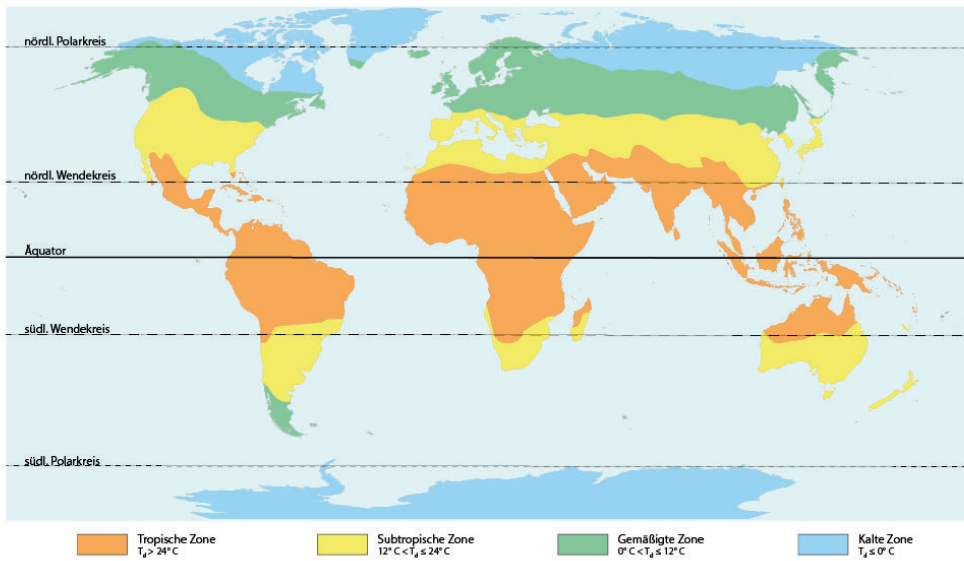 nördl. Polarkreis
nördl. Wendekreis
Äquator
südl. Wendekreis
südl. Polarkreis
Tropische Zone
T_d > 24° C
Subtropische Zone
12° C < T_d ≤ 24° C
Gemäßigte Zone
0° C < T_d ≤ 12° C
Kalte Zone
T_d ≤ 0° C